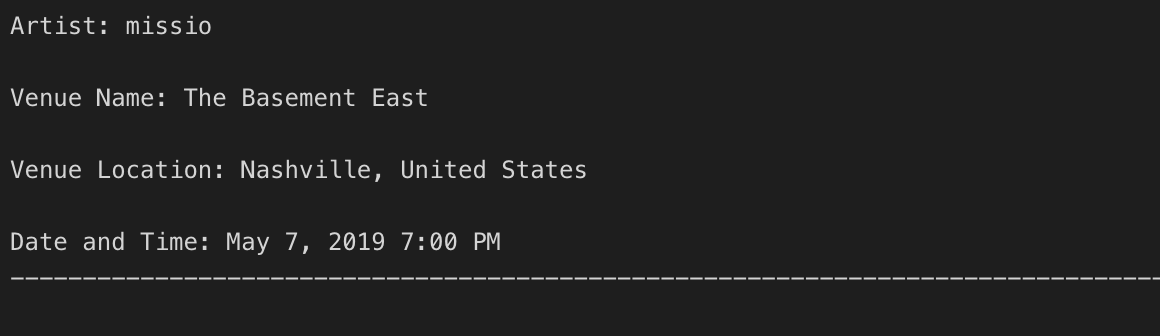 Artist: missio
Venue Name: The Basement East
Venue Location: Nashville, United States
Date and Time: May 7, 2019 7:00 PM
--------------------------------------------------------------------------------